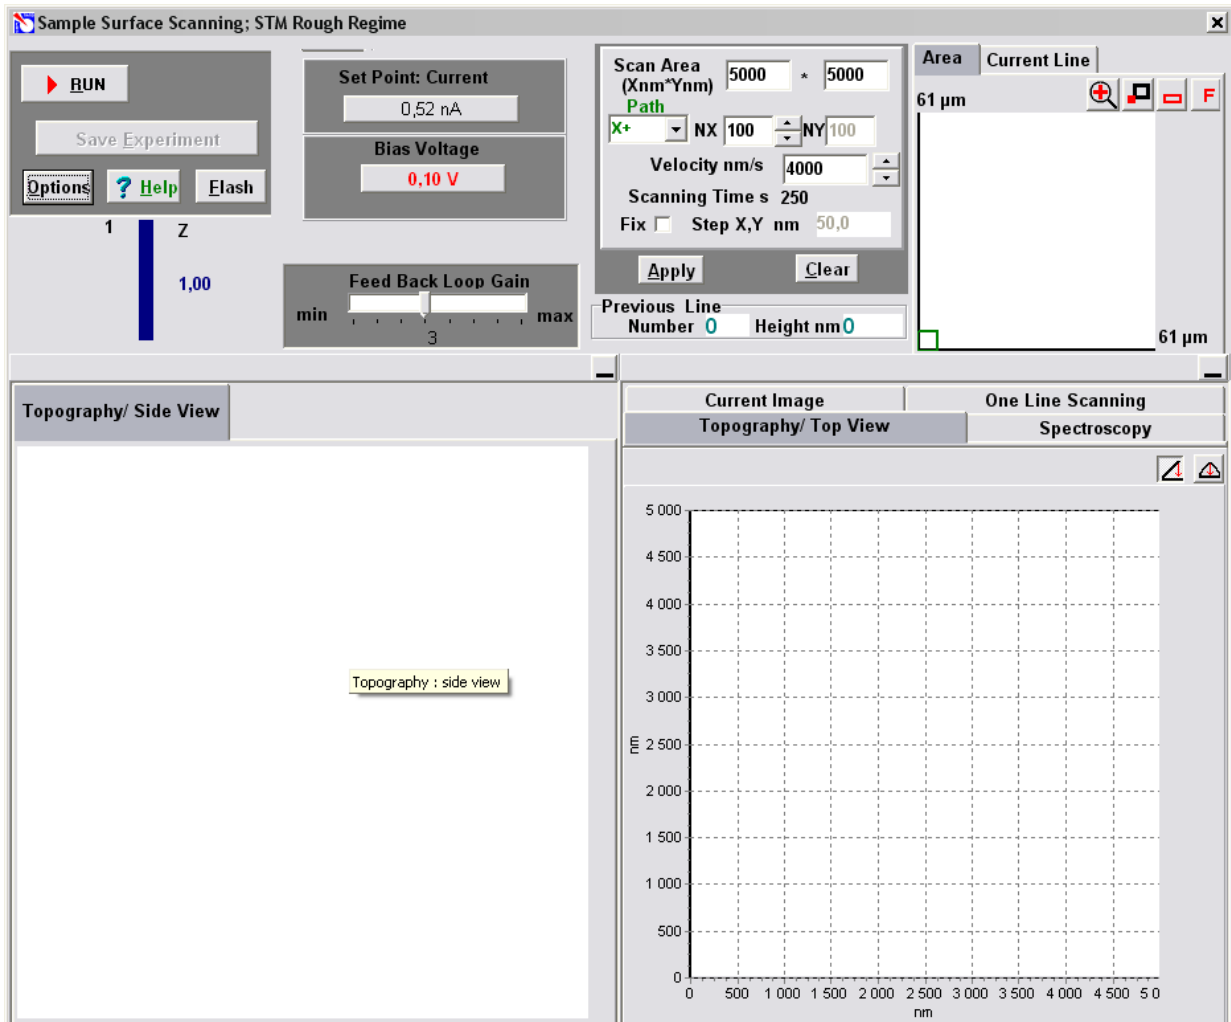 Sample Surface Scanning; STM Rough Regime
RUN
Save Experiment
Options
? Help
Flash
1
Z
1,00
Set Point: Current
0,52 nA
Bias Voltage
0,10 V
Feed Back Loop Gain
min
max
3
Scan Area 5000 * 5000
(Xnm*Ynm)
Path
X+ NX 100 NY 100
Velocity nm/s 4000
Scanning Time s 250
Fix Step X,Y nm 50,0
Apply
Clear
Previous Line
Number 0 Height nm 0
Area
Current Line
61 µm
F
61 µm
Topography/ Side View
Topography : side view
Current Image
One Line Scanning
Topography/ Top View
Spectroscopy
5 000
4 500
4 000
3 500
3 000
nm
2 500
2 000
1 500
1 000
500
0
0 500 1 000 1 500 2 000 2 500 3 000 3 500 4 000 4 500 5 0
nm